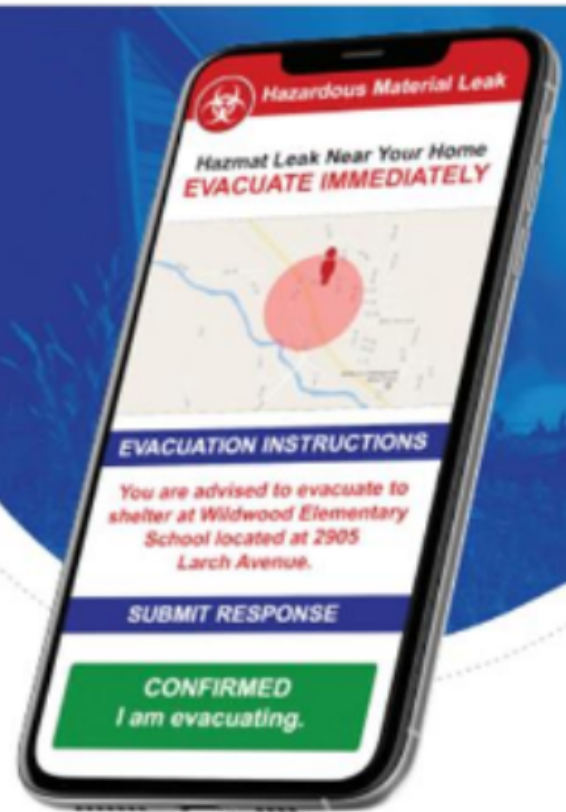 Hazardous Material Leak
Hazmat Leak Near Your Home
EVACUATE IMMEDIATELY
EVACUATION INSTRUCTIONS
You are advised to evacuate to
shelter at Wildwood Elementary
School located at 2905
Larch Avenue.
SUBMIT RESPONSE
CONFIRMED
I am evacuating.